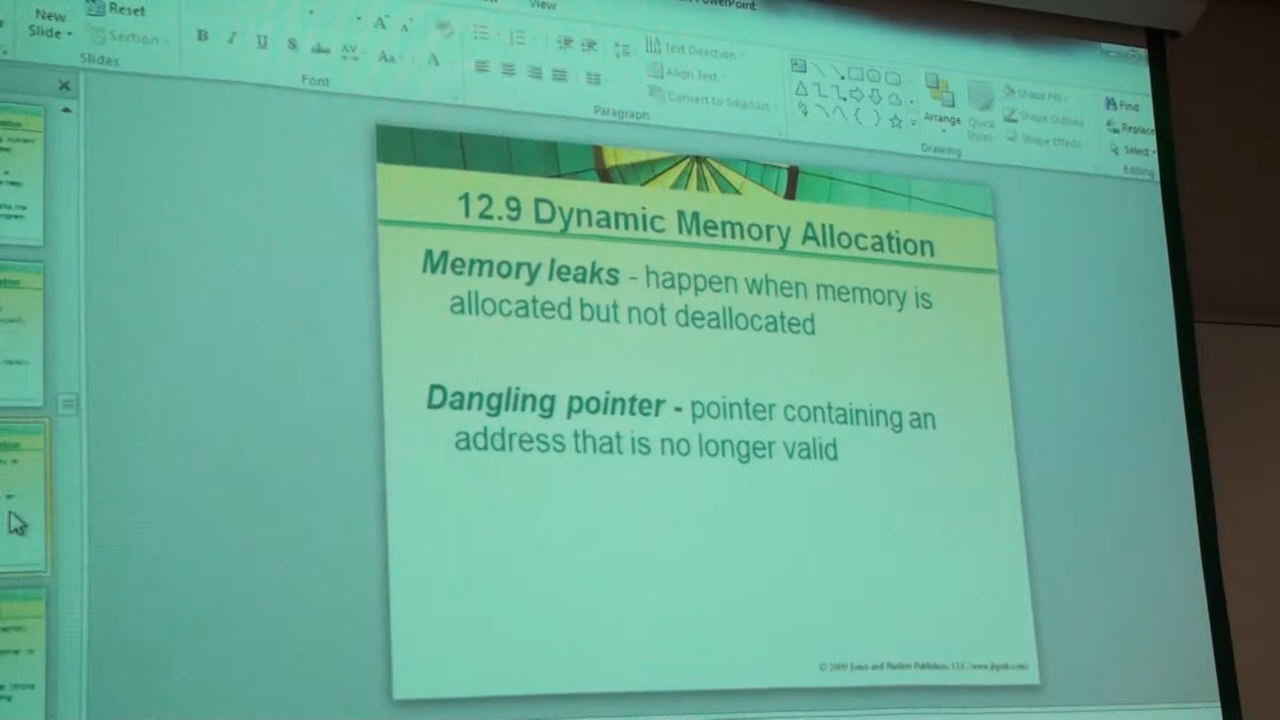 PowerPoint
View
New
Slide
Reset
Section
Slides
B I U S abc AV Aa A
Font
Text Direction
Align Text
Convert to SmartArt
Paragraph
Arrange
Quick
Styles
Shape Fill
Shape Outline
Shape Effects
Drawing
Find
Replace
Select
Editing
12.9 Dynamic Memory Allocation
Memory leaks - happen when memory is
allocated but not deallocated
Dangling pointer - pointer containing an
address that is no longer valid
© 2009 Jones and Bartlett Publishers, LLC (www.jbpub.com)